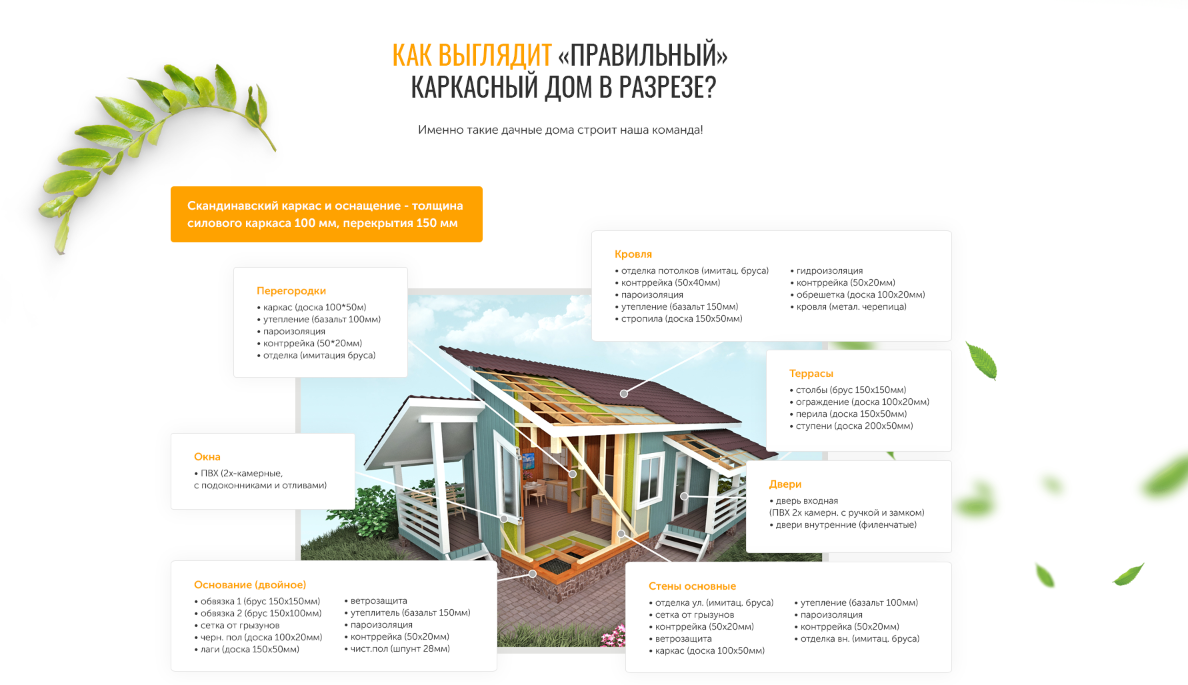 КАК ВЫГЛЯДИТ «ПРАВИЛЬНЫЙ»
КАРКАСНЫЙ ДОМ В РАЗРЕЗЕ?
Именно такие дачные дома строит наша команда!
Скандинавский каркас и оснащение - толщина
силового каркаса 100 мм, перекрытия 150 мм
Перегородки
• каркас (доска 100*50м)
• утепление (базальт 100мм)
• пароизоляция
• контррейка (50*20мм)
• отделка (имитация бруса)
Кровля
• отделка потолков (имитац. бруса)
• контррейка (50х40мм)
• пароизоляция
• утепление (базальт 150мм)
• стропила (доска 150х50мм)
• гидроизоляция
• контррейка (50х20мм)
• обрешетка (доска 100х20мм)
• кровля (метал. черепица)
Террасы
• столбы (брус 150х150мм)
• ограждение (доска 100х20мм)
• перила (доска 150х50мм)
• ступени (доска 200х50мм)
Окна
• ПВХ (2х-камерные,
с подоконниками и отливами)
Двери
• дверь входная
(ПВХ 2х камерн. с ручкой и замком)
• двери внутренние (филенчатые)
Основание (двойное)
• обвязка 1 (брус 150х150мм)
• обвязка 2 (брус 150х100мм)
• сетка от грызунов
• черн. пол (доска 100х20мм)
• лаги (доска 150х50мм)
• ветрозащита
• утеплитель (базальт 150мм)
• пароизоляция
• контррейка (50х20мм)
• чист.пол (шпунт 28мм)
Стены основные
• отделка ул. (имитац. бруса)
• сетка от грызунов
• контррейка (50х20мм)
• ветрозащита
• каркас (доска 100х50мм)
• утепление (базальт 100мм)
• пароизоляция
• контррейка (50х20мм)
• отделка вн. (имитац. бруса)